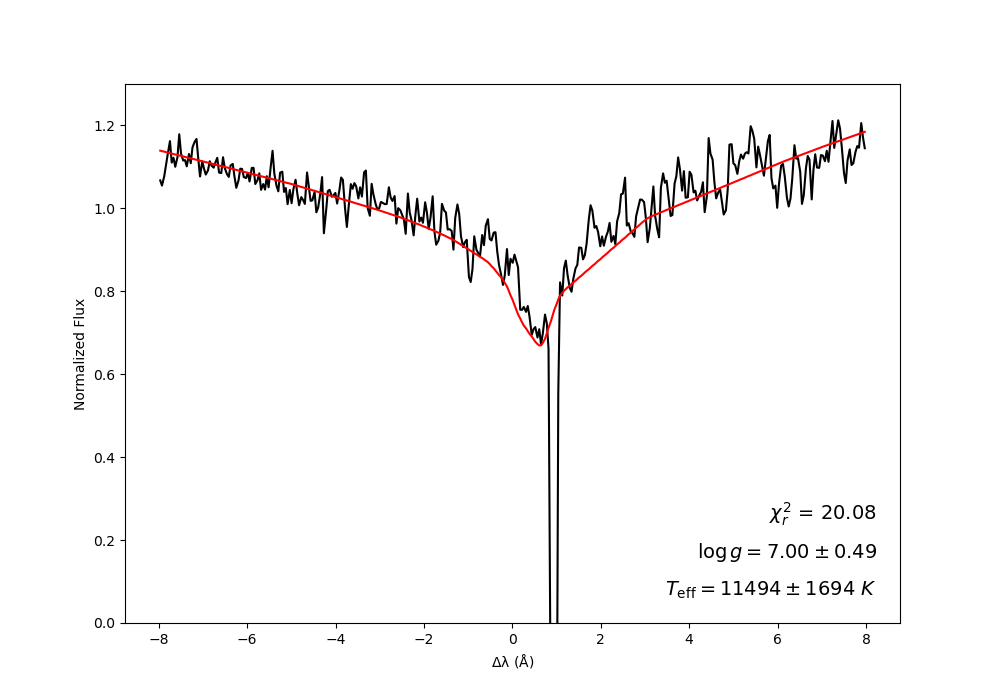 1.2
1.0
0.8
0.6
0.4
0.2
0.0
Normalized Flux
χ²ᵣ = 20.08
log g = 7.00 ± 0.49
T_eff = 11494 ± 1694 K
−8 −6 −4 −2 0 2 4 6 8
Δλ (Å)